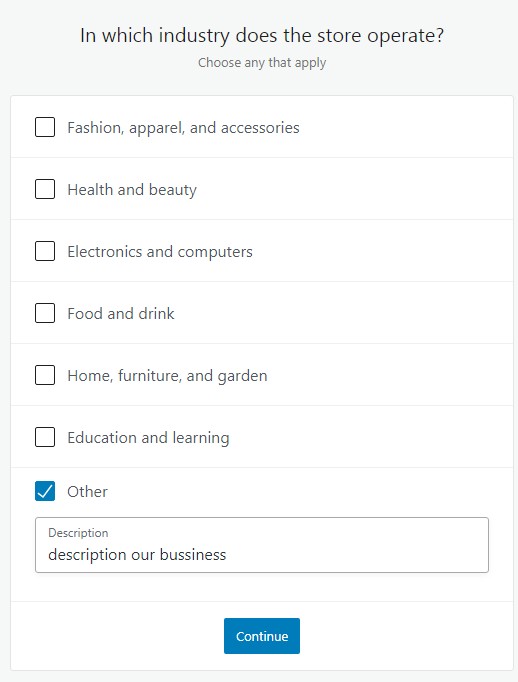 In which industry does the store operate?
Choose any that apply
Fashion, apparel, and accessories
Health and beauty
Electronics and computers
Food and drink
Home, furniture, and garden
Education and learning
Other
Description
description our bussiness
Continue